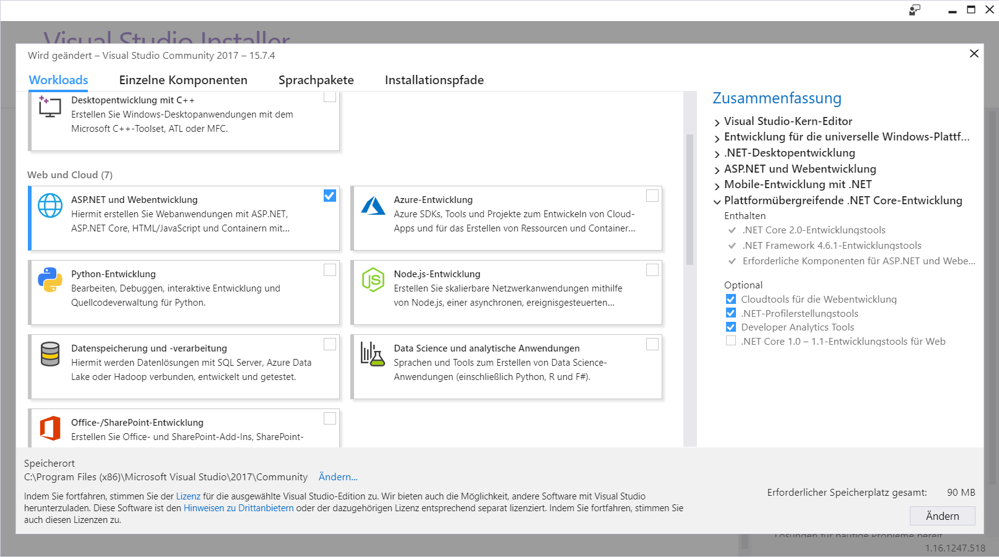 Visual Studio Installer
Wird geändert – Visual Studio Community 2017 – 15.7.4
Workloads
Einzelne Komponenten
Sprachpakete
Installationspfade
Desktopentwicklung mit C++
Erstellen Sie Windows-Desktopanwendungen mit dem
Microsoft C++-Toolset, ATL oder MFC.
Web und Cloud (7)
ASP.NET und Webentwicklung
Hiermit erstellen Sie Webanwendungen mit ASP.NET,
ASP.NET Core, HTML/JavaScript und Containern mit...
Azure-Entwicklung
Azure SDKs, Tools und Projekte zum Entwickeln von Cloud-
Apps und für das Erstellen von Ressourcen und Container...
Python-Entwicklung
Bearbeiten, Debuggen, interaktive Entwicklung und
Quellcodeverwaltung für Python.
JS
Node.js-Entwicklung
Erstellen Sie skalierbare Netzwerkanwendungen mithilfe
von Node.js, einer asynchronen, ereignisgesteuerten...
Datenspeicherung und -verarbeitung
Hiermit werden Datenlösungen mit SQL Server, Azure Data
Lake oder Hadoop verbunden, entwickelt und getestet.
Data Science und analytische Anwendungen
Sprachen und Tools zum Erstellen von Data Science-
Anwendungen (einschließlich Python, R und F#).
Office-/SharePoint-Entwicklung
Erstellen Sie Office- und SharePoint-Add-Ins, SharePoint-
Zusammenfassung
Visual Studio-Kern-Editor
Entwicklung für die universelle Windows-Plattf...
.NET-Desktopentwicklung
ASP.NET und Webentwicklung
Mobile-Entwicklung mit .NET
Plattformübergreifende .NET Core-Entwicklung
Enthalten
.NET Core 2.0-Entwicklungstools
.NET Framework 4.6.1-Entwicklungstools
Erforderliche Komponenten für ASP.NET und Webe...
Optional
Cloudtools für die Webentwicklung
.NET-Profilerstellungstools
Developer Analytics Tools
.NET Core 1.0 – 1.1-Entwicklungstools für Web
Speicherort
C:\Program Files (x86)\Microsoft Visual Studio\2017\Community Ändern...
Indem Sie fortfahren, stimmen Sie der Lizenz für die ausgewählte Visual Studio-Edition zu. Wir bieten auch die Möglichkeit, andere Software mit Visual Studio
herunterzuladen. Diese Software ist den Hinweisen zu Drittanbietern oder der dazugehörigen Lizenz entsprechend separat lizenziert. Indem Sie fortfahren, stimmen Sie
auch diesen Lizenzen zu.
Erforderlicher Speicherplatz gesamt: 90 MB
Ändern
Lösungen für häufige Probleme bereit
1.16.1247.518